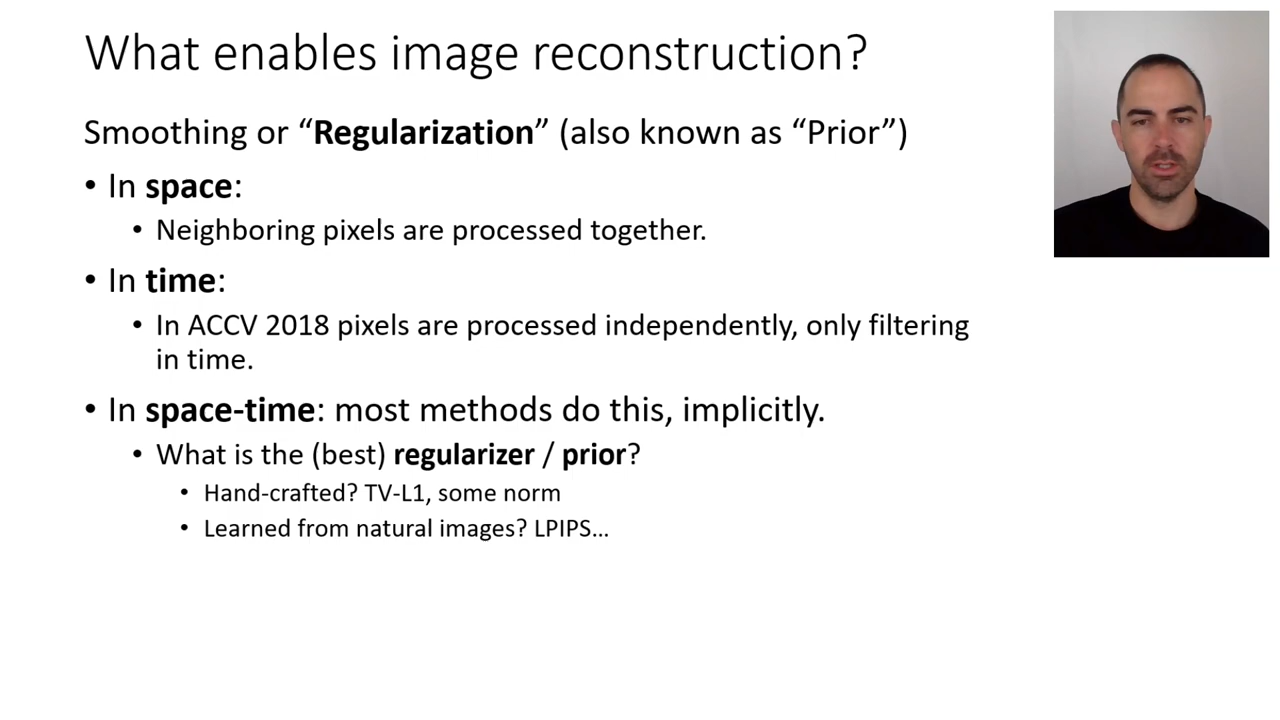 What enables image reconstruction?
Smoothing or “Regularization” (also known as “Prior”)
• In space:
• Neighboring pixels are processed together.
• In time:
• In ACCV 2018 pixels are processed independently, only filtering
in time.
• In space-time: most methods do this, implicitly.
• What is the (best) regularizer / prior?
• Hand-crafted? TV-L1, some norm
• Learned from natural images? LPIPS…